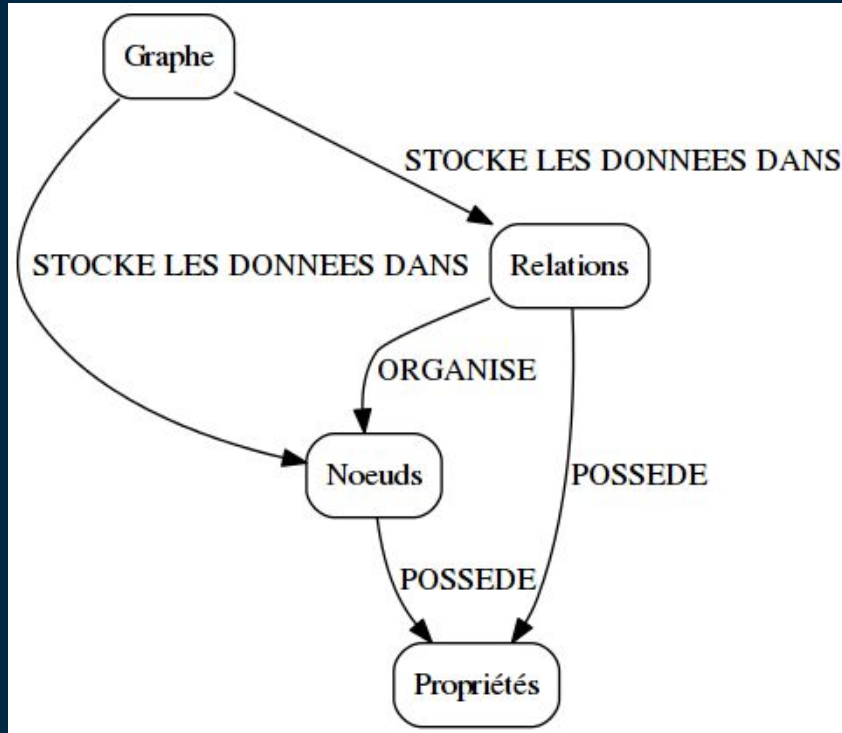 Graphe
STOCKE LES DONNEES DANS
STOCKE LES DONNEES DANS
Relations
ORGANISE
Noeuds
POSSEDE
POSSEDE
Propriétés